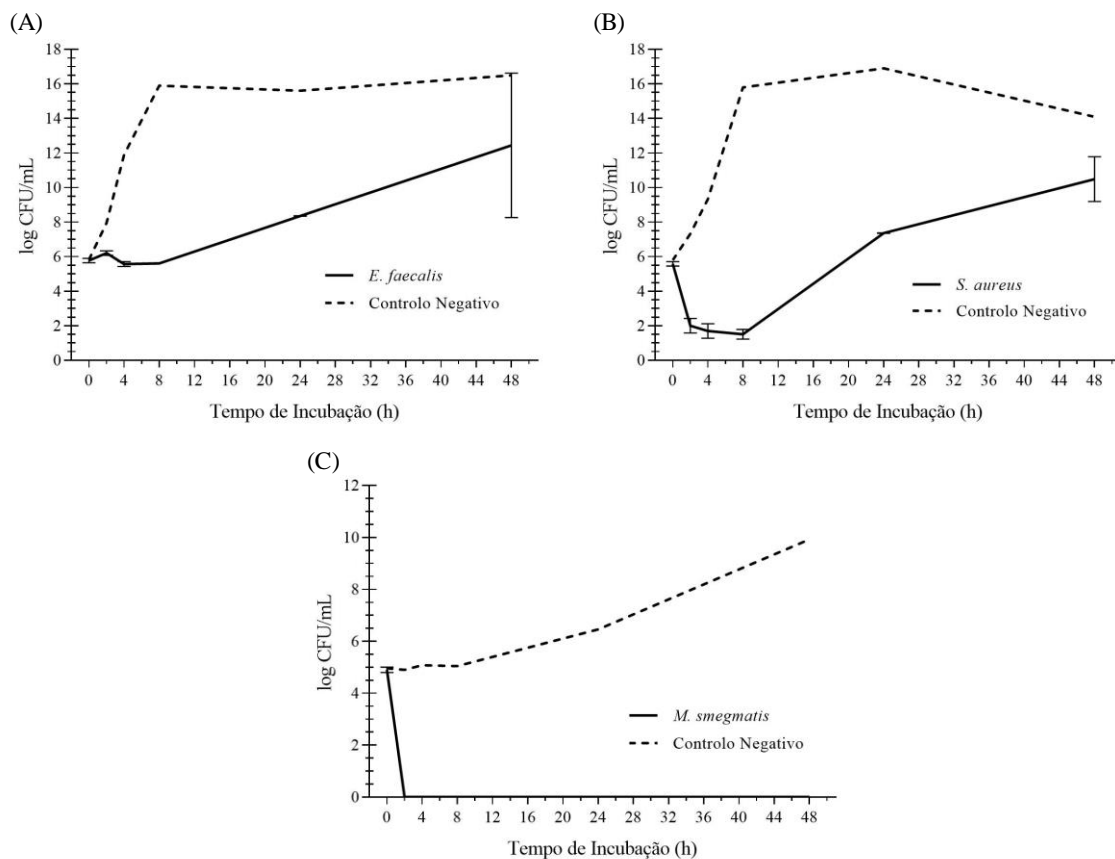 (A)
18
16
14
12
10
8
6
4
2
0
log CFU/mL
E. faecalis
Controlo Negativo
0 4 8 12 16 20 24 28 32 36 40 44 48
Tempo de Incubação (h)
(B)
18
16
14
12
10
8
6
4
2
0
log CFU/mL
S. aureus
Controlo Negativo
0 4 8 12 16 20 24 28 32 36 40 44 48
Tempo de Incubação (h)
(C)
12
10
8
6
4
2
0
log CFU/mL
M. smegmatis
Controlo Negativo
0 4 8 12 16 20 24 28 32 36 40 44 48
Tempo de Incubação (h)